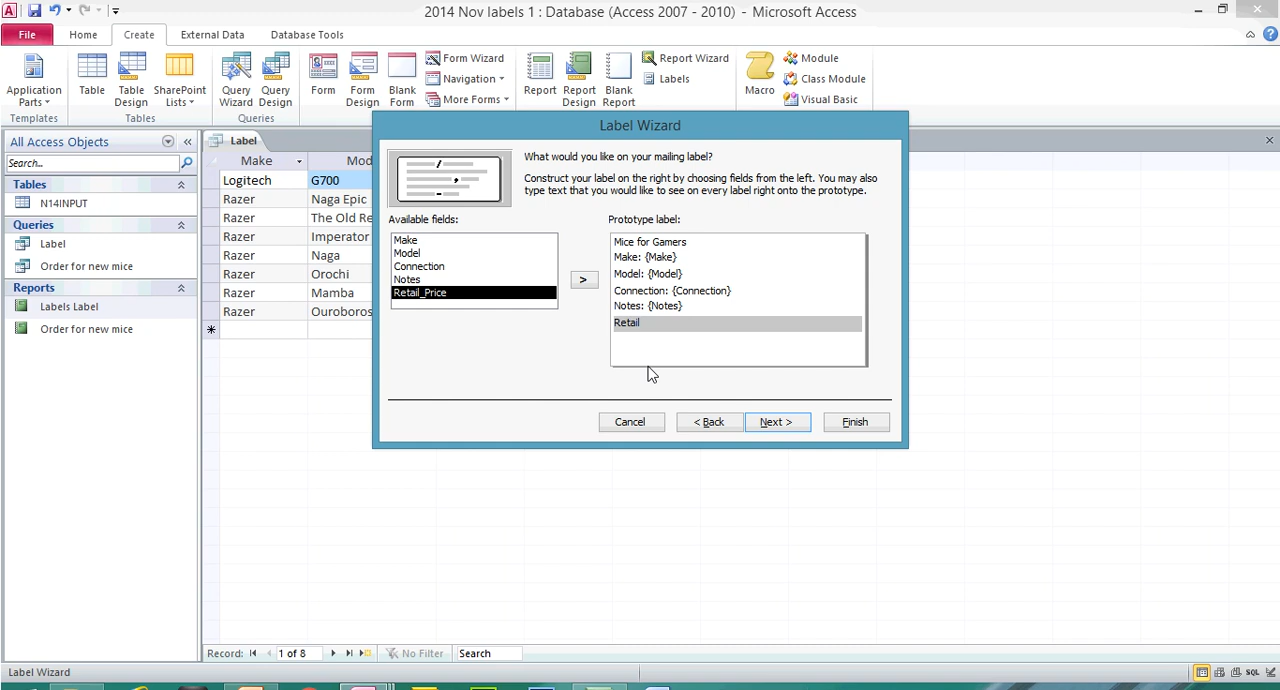 2014 Nov labels 1 : Database (Access 2007 - 2010) - Microsoft Access
File Home Create External Data Database Tools
Application Parts
Table
Table Design
SharePoint Lists
Query Wizard
Query Design
Form
Form Design
Blank Form
Form Wizard
Navigation
More Forms
Report
Report Design
Blank Report
Report Wizard
Labels
Macro
Module
Class Module
Visual Basic
Templates Tables Queries
All Access Objects
Search...
Tables
N14INPUT
Queries
Label
Order for new mice
Reports
Labels Label
Order for new mice
Label
Make Mod
Logitech G700
Razer Naga Epic
Razer The Old Re
Razer Imperator
Razer Naga
Razer Orochi
Razer Mamba
Razer Ouroboros
Label Wizard
What would you like on your mailing label?
Construct your label on the right by choosing fields from the left. You may also
type text that you would like to see on every label right onto the prototype.
Available fields:
Make
Model
Connection
Notes
Retail_Price
>
Prototype label:
Mice for Gamers
Make: {Make}
Model: {Model}
Connection: {Connection}
Notes: {Notes}
Retail
Cancel < Back Next > Finish
Record: 1 of 8 No Filter Search
Label Wizard
SQL